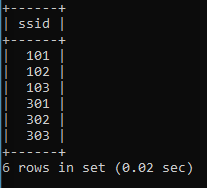 +------+
| ssid |
+------+
|  101 |
|  102 |
|  103 |
|  301 |
|  302 |
|  303 |
+------+
6 rows in set (0.02 sec)